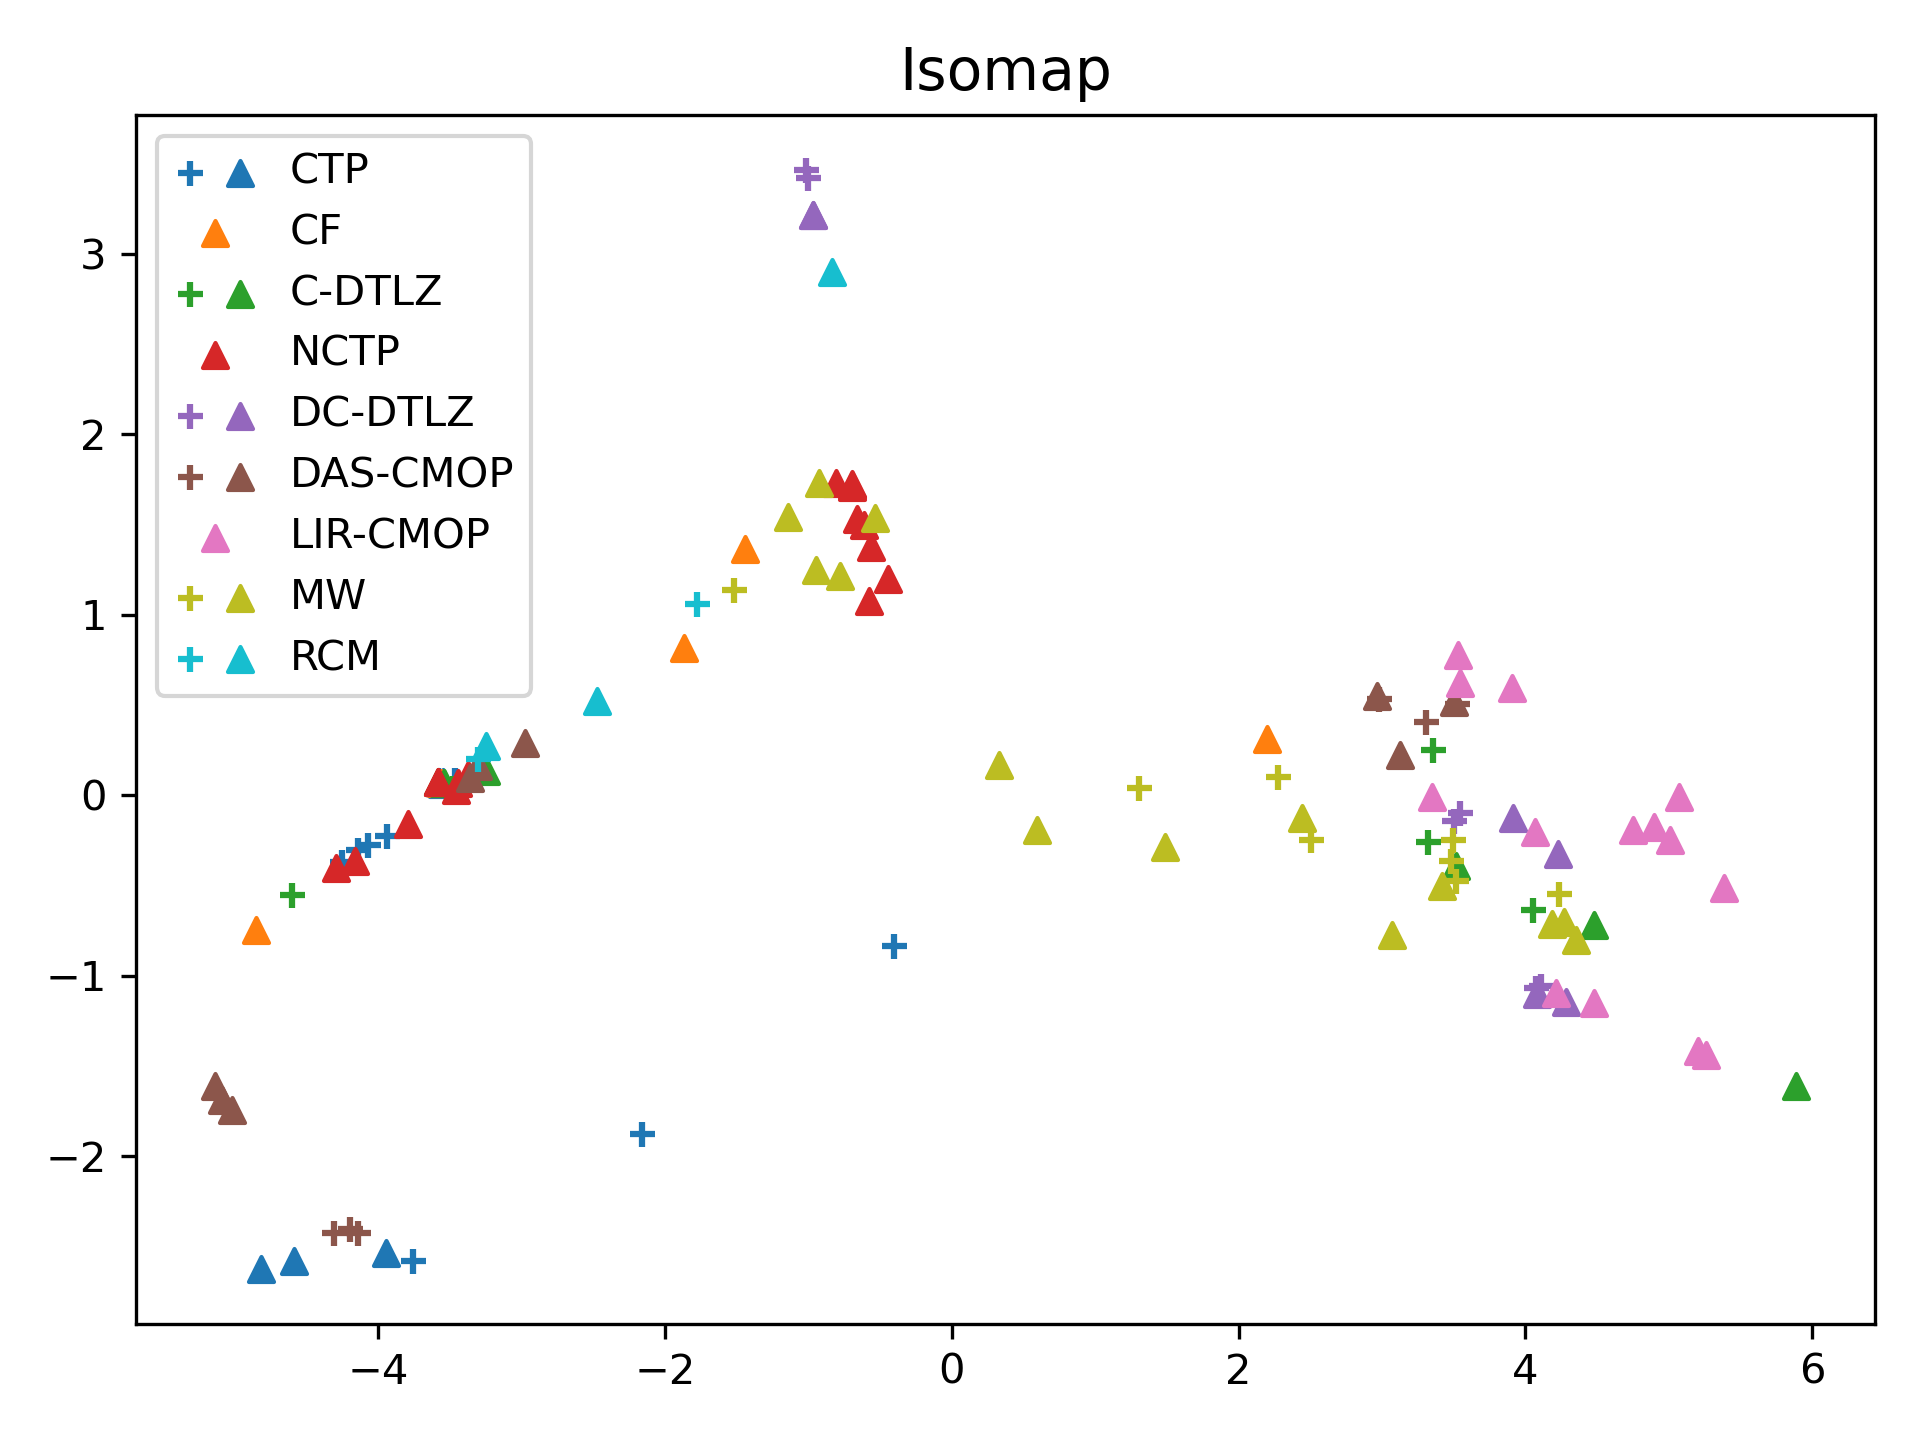 Isomap
CTP
CF
C-DTLZ
NCTP
DC-DTLZ
DAS-CMOP
LIR-CMOP
MW
RCM
3
2
1
0
−1
−2
−4 −2 0 2 4 6